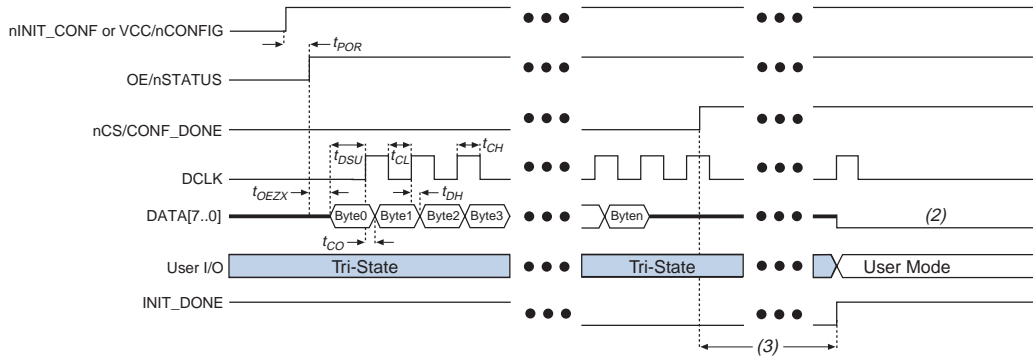 nINIT_CONF or VCC/nCONFIG
tPOR
OE/nSTATUS
nCS/CONF_DONE
tDSU
tCL
tCH
DCLK
tOEZX
tDH
DATA[7..0]
Byte0
Byte1
Byte2
Byte3
Byten
(2)
tCO
User I/O
Tri-State
Tri-State
User Mode
INIT_DONE
(3)